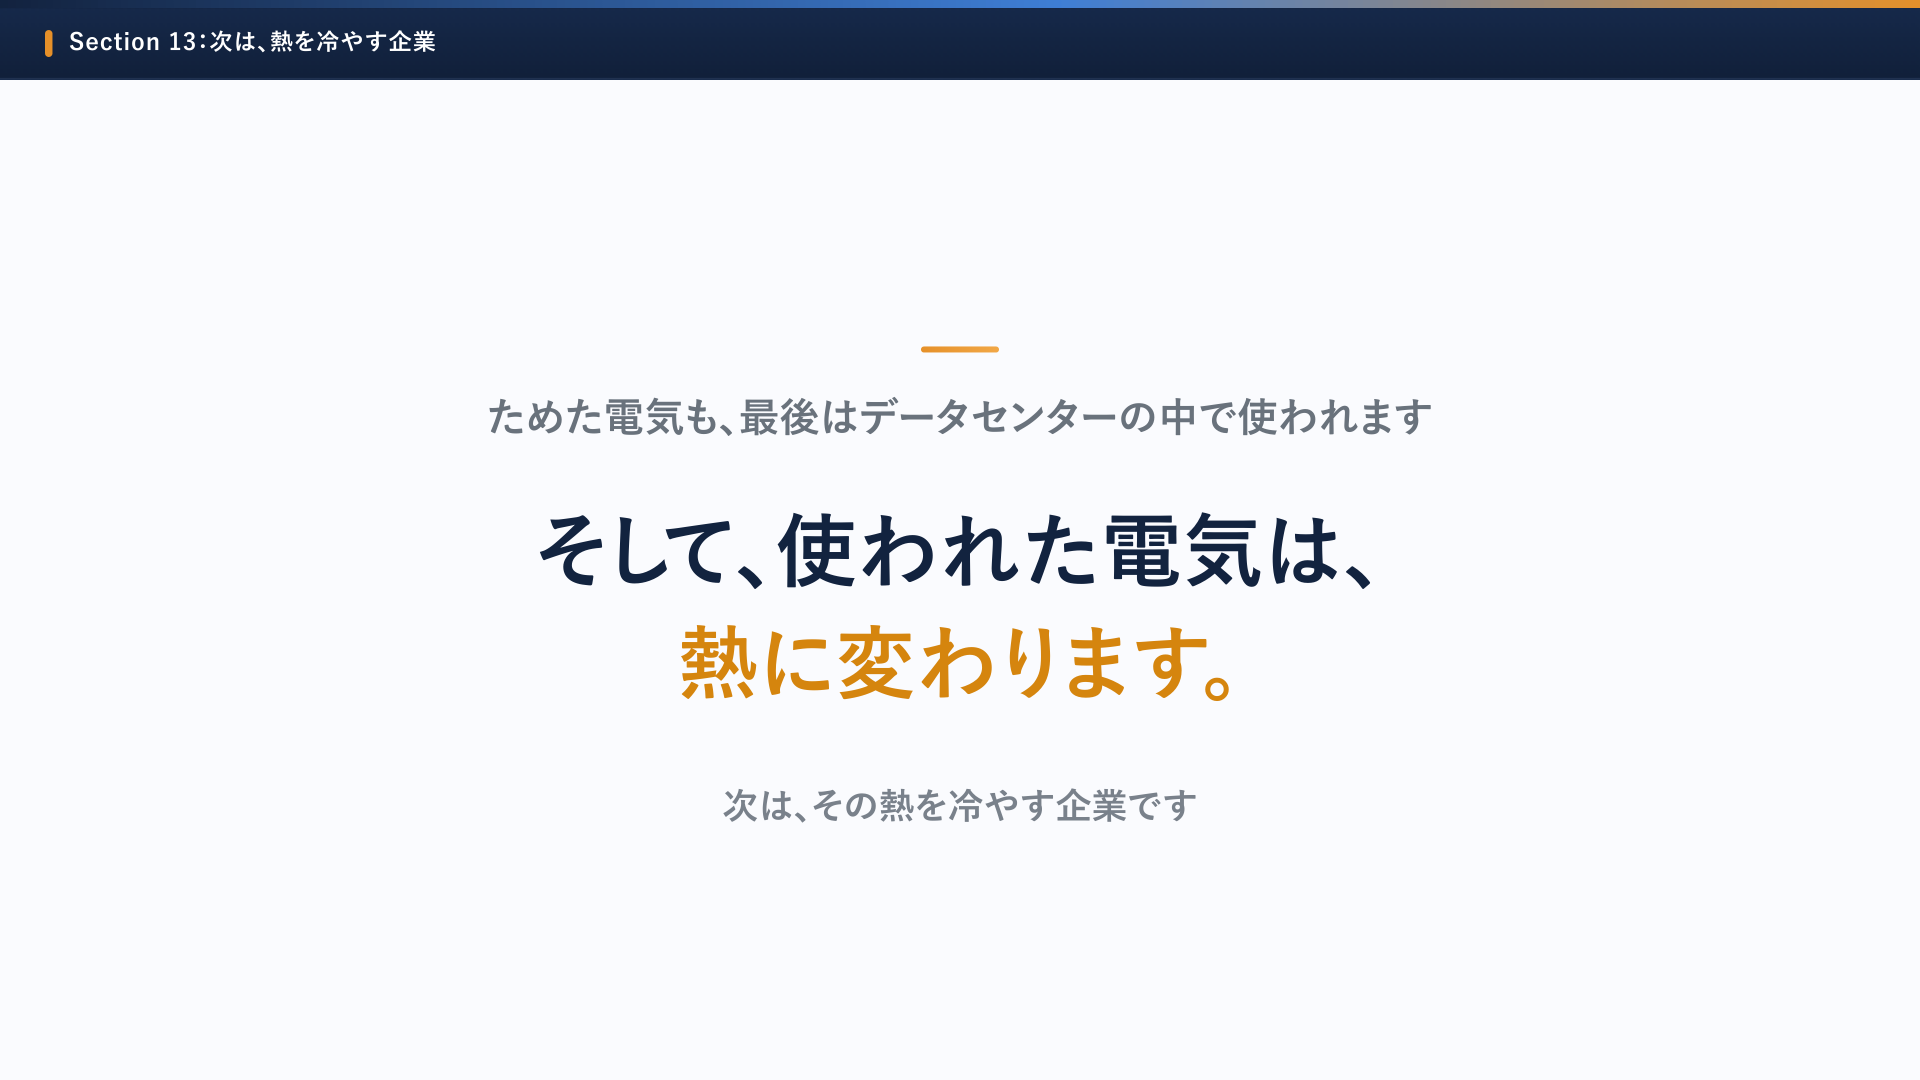 Section 13：次は、熱を冷やす企業
ためた電気も、最後はデータセンターの中で使われます
そして、使われた電気は、
熱に変わります。
次は、その熱を冷やす企業です